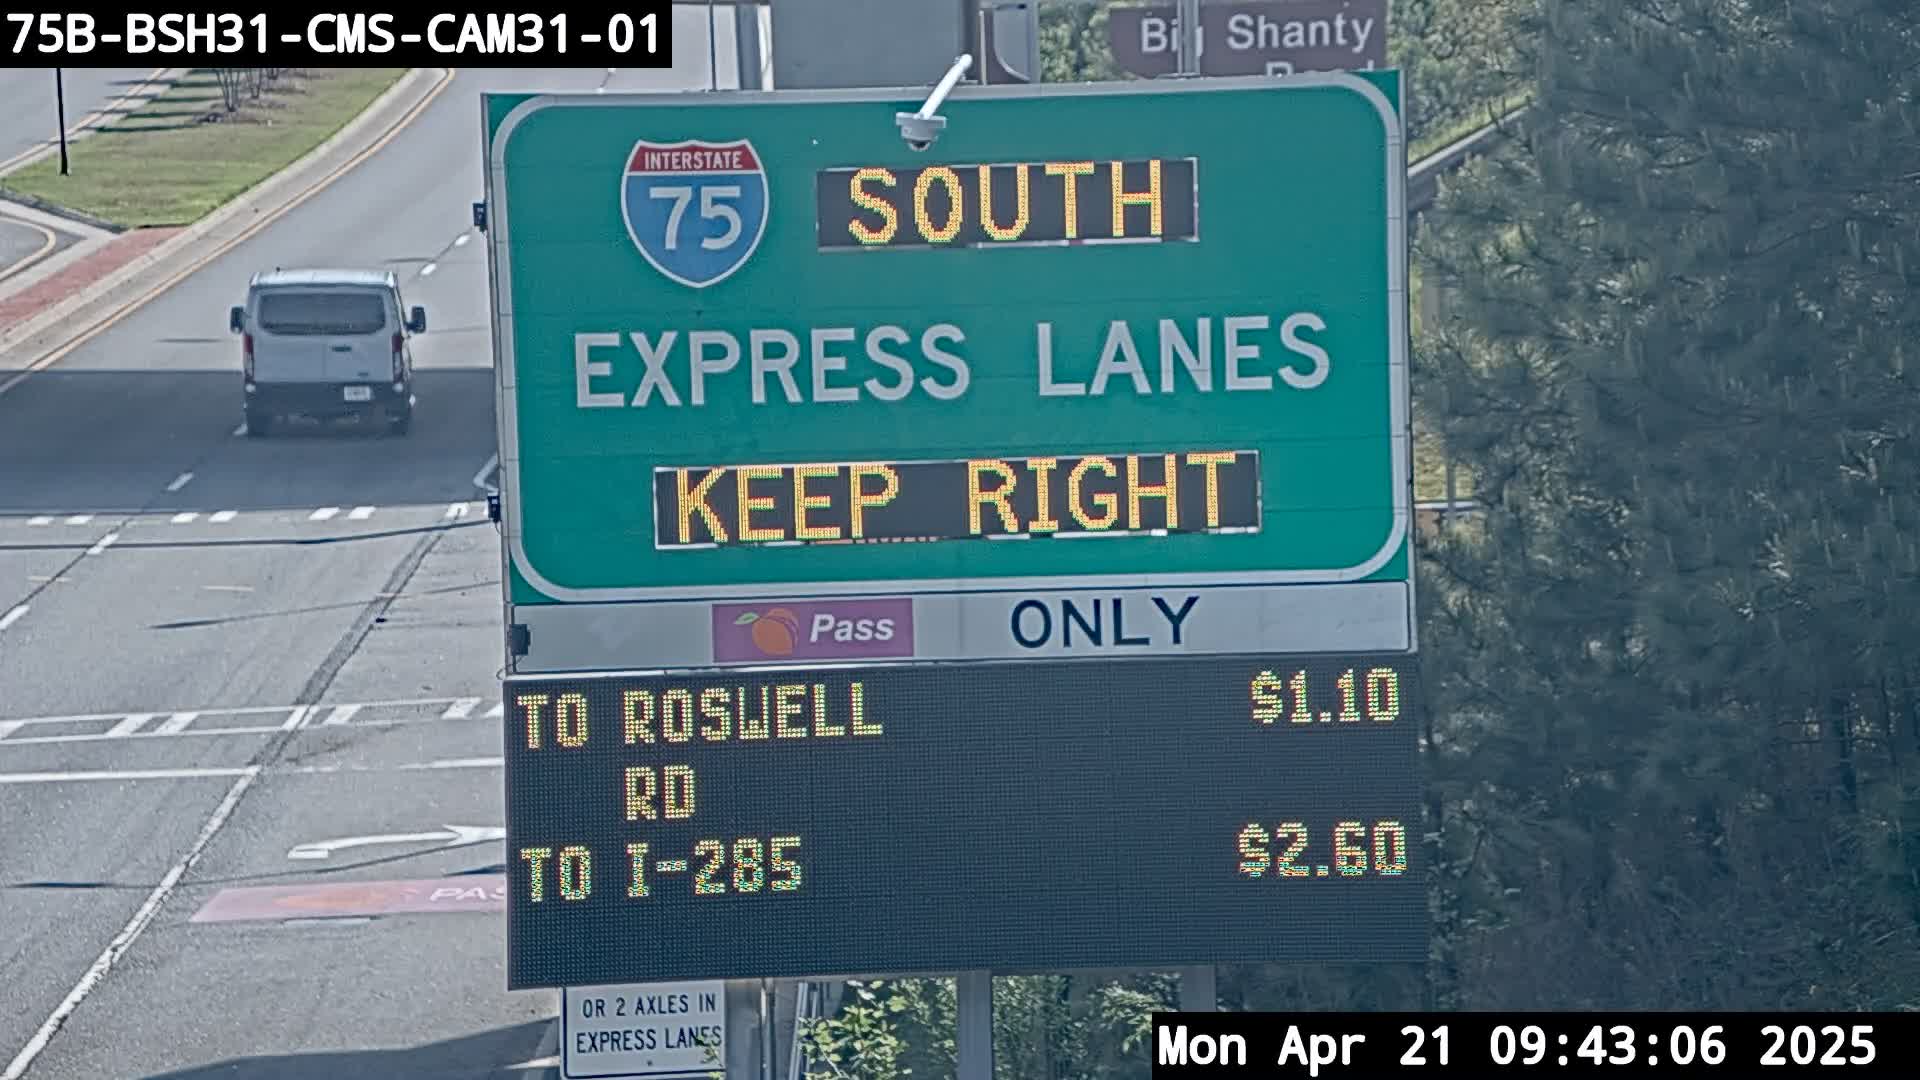 75B-BSH31-CMS-CAM31-01
Big Shanty
Road
INTERSTATE
75
SOUTH
EXPRESS LANES
KEEP RIGHT
Pass ONLY
TO ROSWELL $1.10
RD
TO I-285 $2.60
PAS
OR 2 AXLES IN
EXPRESS LANES
Mon Apr 21 09:43:06 2025